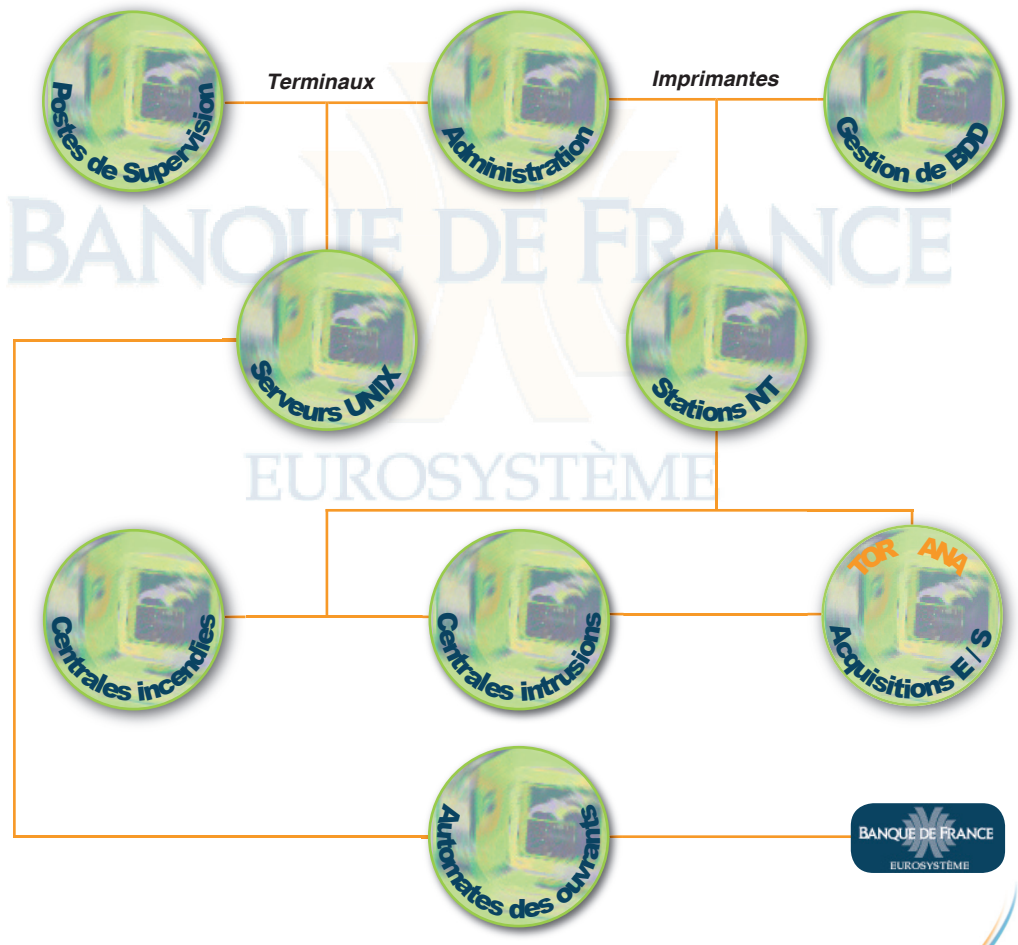 Terminaux
Imprimantes
Postes de Supervision
Administration
Gestion de BDD
BANQUE DE FRANCE
Serveurs UNIX
Stations NT
EUROSYSTÈME
TOR ANA
Centrales incendies
Centrales intrusions
Acquisitions E / S
Automates des ouvrants
BANQUE DE FRANCE
EUROSYSTÈME